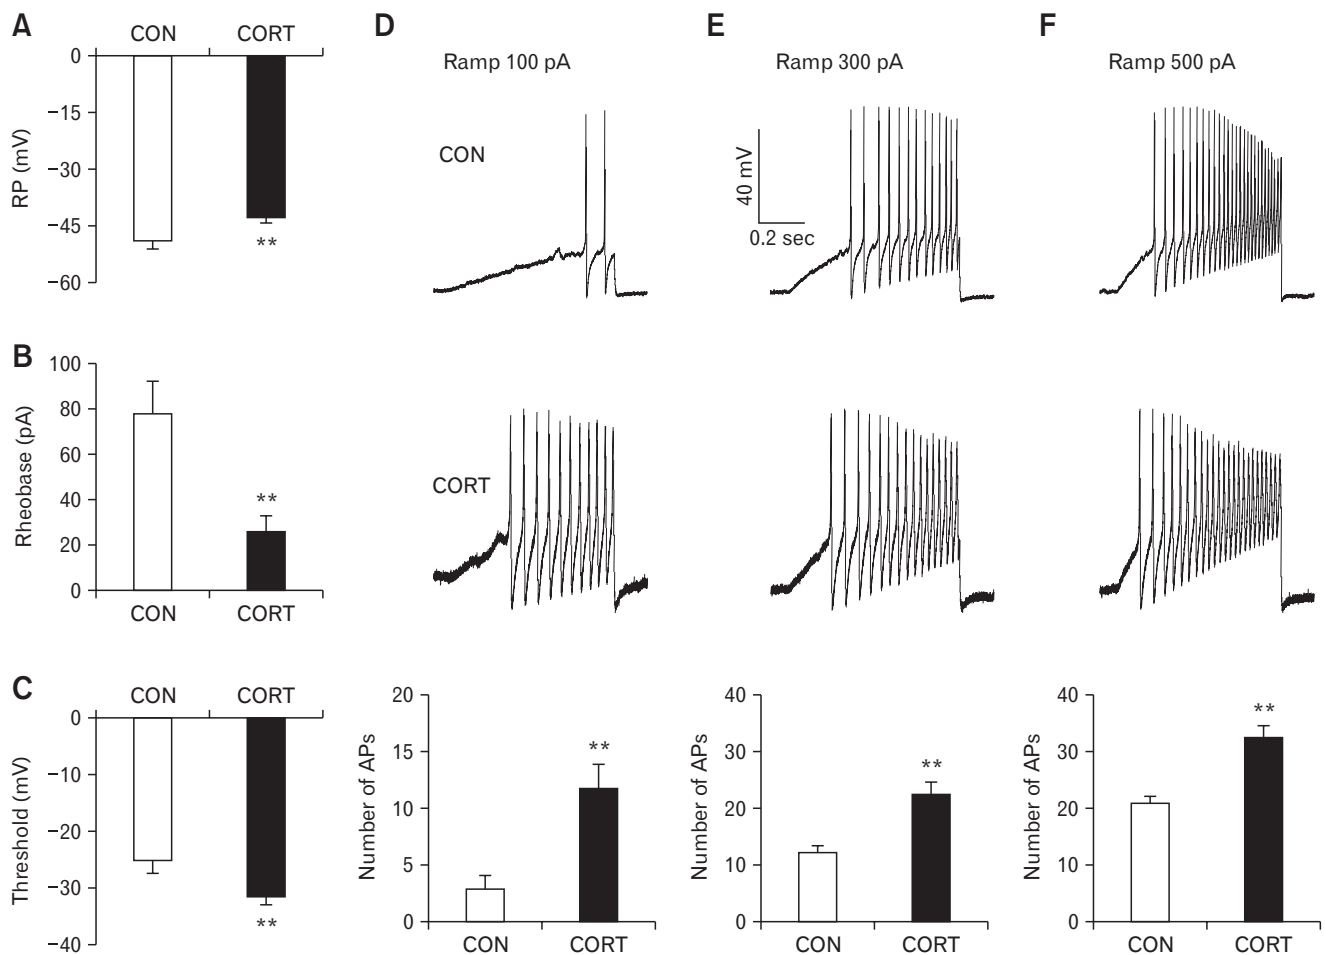 A
CON CORT
0
−15
−30
−45
−60
RP (mV)
**
B
100
80
60
40
20
0
Rheobase (pA)
**
CON CORT
C
CON CORT
0
−10
−20
−30
−40
Threshold (mV)
**
D
Ramp 100 pA
CON
CORT
20
15
10
5
0
Number of APs
**
CON CORT
E
Ramp 300 pA
40 mV
0.2 sec
40
30
20
10
0
Number of APs
**
CON CORT
F
Ramp 500 pA
40
30
20
10
0
Number of APs
**
CON CORT